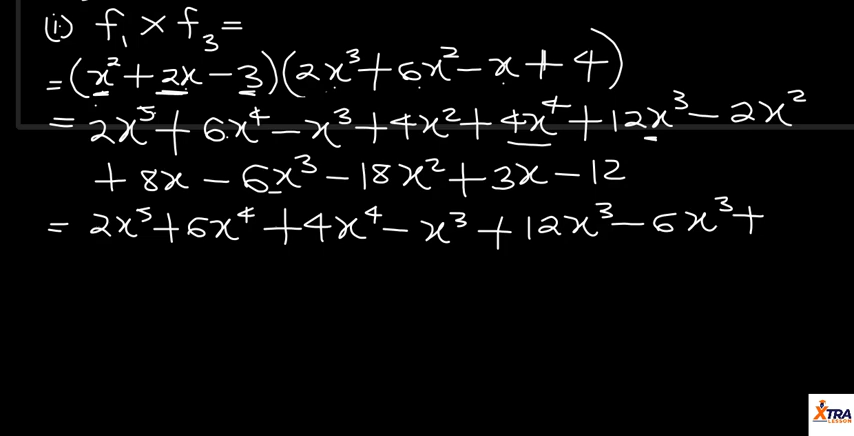 (i) f₁ × f₃ =
= (x² + 2x - 3)(2x³ + 6x² - x + 4)
= 2x⁵ + 6x⁴ - x³ + 4x² + 4x⁴ + 12x³ - 2x²
+ 8x - 6x³ - 18x² + 3x - 12
= 2x⁵ + 6x⁴ + 4x⁴ - x³ + 12x³ - 6x³ +
XTRA
LESSON